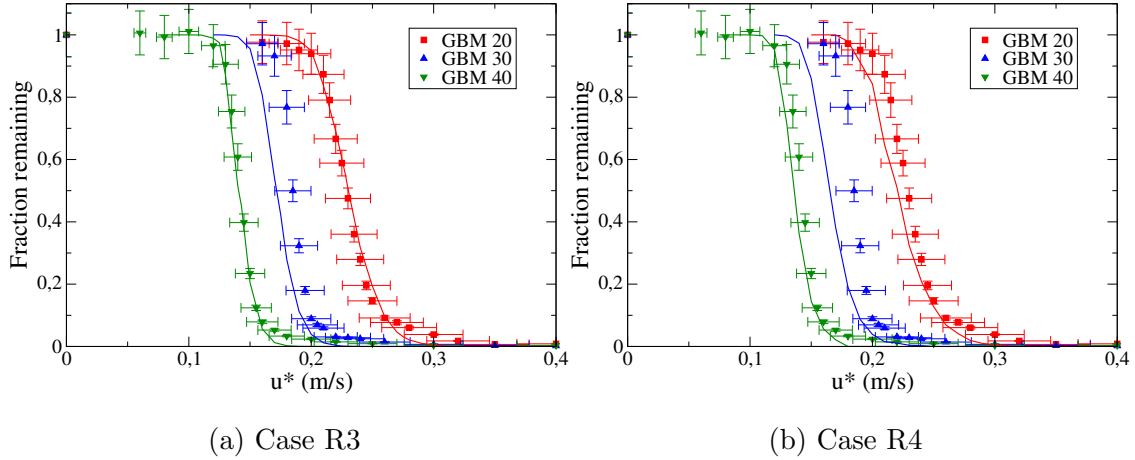 GBM 20
GBM 30
GBM 40
Fraction remaining
1
0,8
0,6
0,4
0,2
0
0 0,1 0,2 0,3 0,4
u* (m/s)
(a) Case R3
GBM 20
GBM 30
GBM 40
Fraction remaining
1
0,8
0,6
0,4
0,2
0
0 0,1 0,2 0,3 0,4
u* (m/s)
(b) Case R4